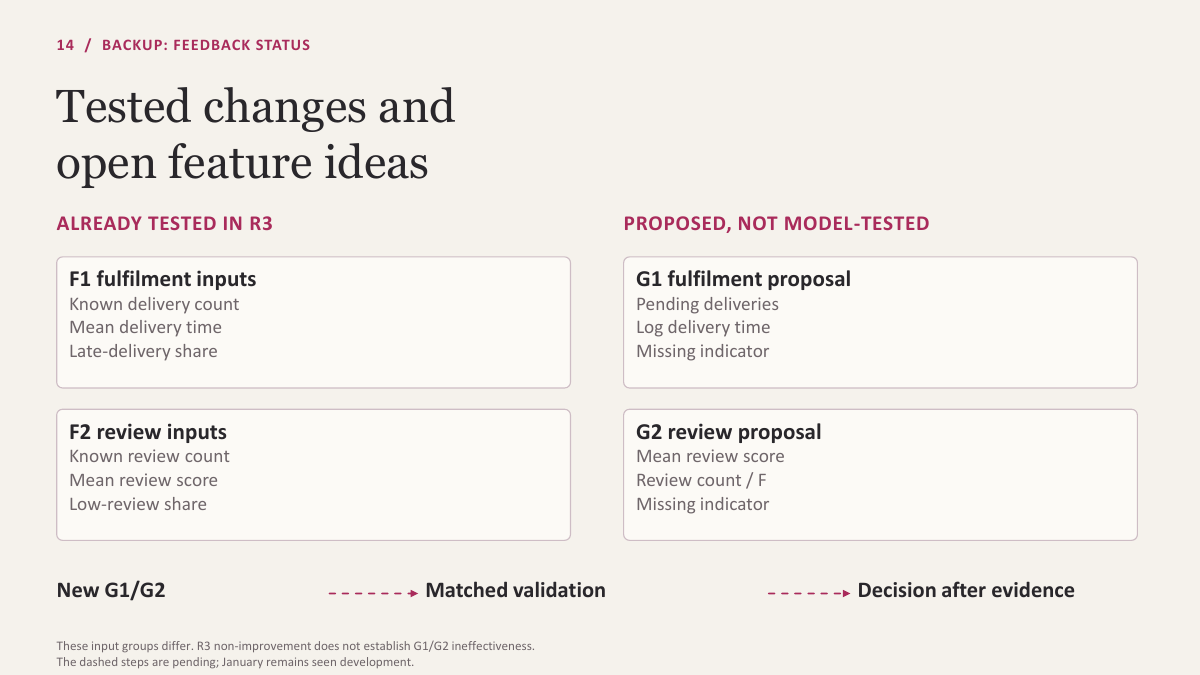 14 / BACKUP: FEEDBACK STATUS
Tested changes and
open feature ideas
ALREADY TESTED IN R3
F1 fulfilment inputs
Known delivery count
Mean delivery time
Late-delivery share
F2 review inputs
Known review count
Mean review score
Low-review share
PROPOSED, NOT MODEL-TESTED
G1 fulfilment proposal
Pending deliveries
Log delivery time
Missing indicator
G2 review proposal
Mean review score
Review count / F
Missing indicator
New G1/G2
Matched validation
Decision after evidence
These input groups differ. R3 non-improvement does not establish G1/G2 ineffectiveness.
The dashed steps are pending; January remains seen development.